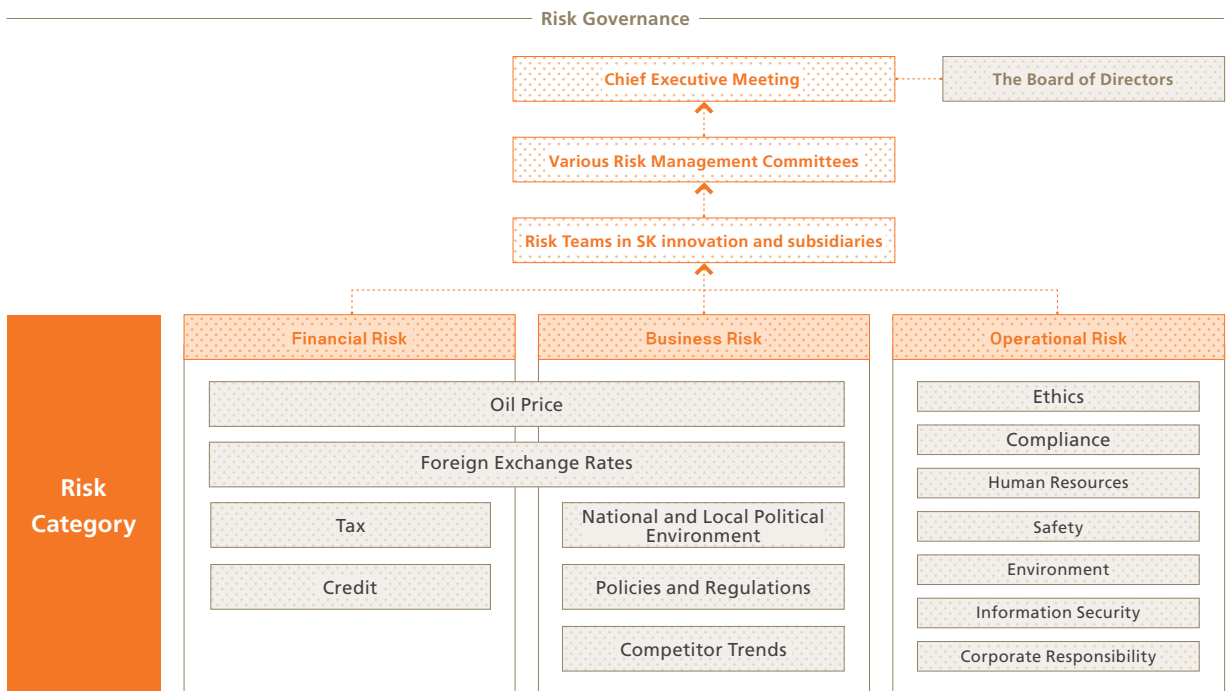 Risk Governance
Chief Executive Meeting
The Board of Directors
Various Risk Management Committees
Risk Teams in SK innovation and subsidiaries
Risk
Category
Financial Risk
Business Risk
Operational Risk
Oil Price
Foreign Exchange Rates
Tax
Credit
National and Local Political
Environment
Policies and Regulations
Competitor Trends
Ethics
Compliance
Human Resources
Safety
Environment
Information Security
Corporate Responsibility